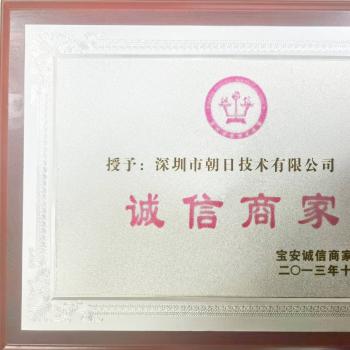 授予：深圳市朝日技术有限公司
诚信商家
宝安诚信商家
二〇一三年十